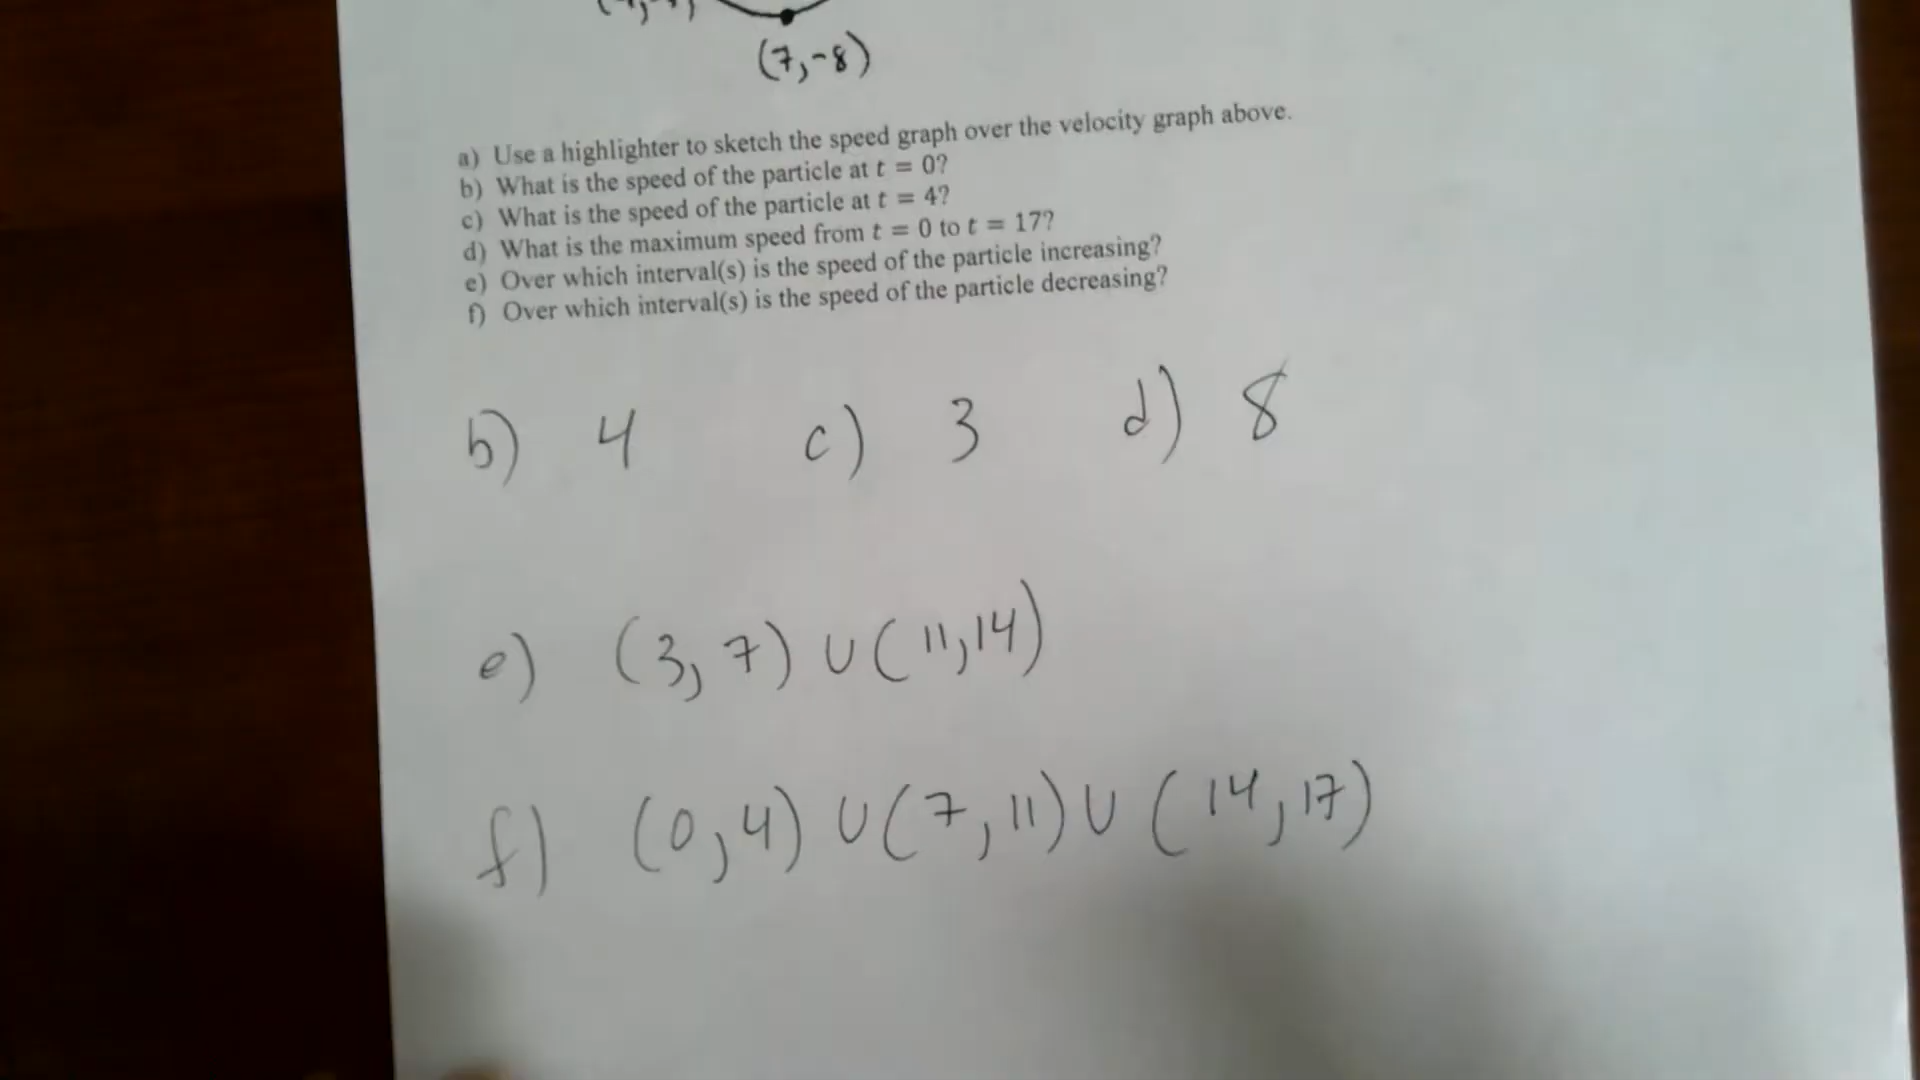 (7,-8)
a) Use a highlighter to sketch the speed graph over the velocity graph above.
b) What is the speed of the particle at t = 0?
c) What is the speed of the particle at t = 4?
d) What is the maximum speed from t = 0 to t = 17?
e) Over which interval(s) is the speed of the particle increasing?
f) Over which interval(s) is the speed of the particle decreasing?
b) 4 c) 3 d) 8
e) (3, 7) ∪ (11,14)
f) (0,4) ∪ (7,11) ∪ (14,17)